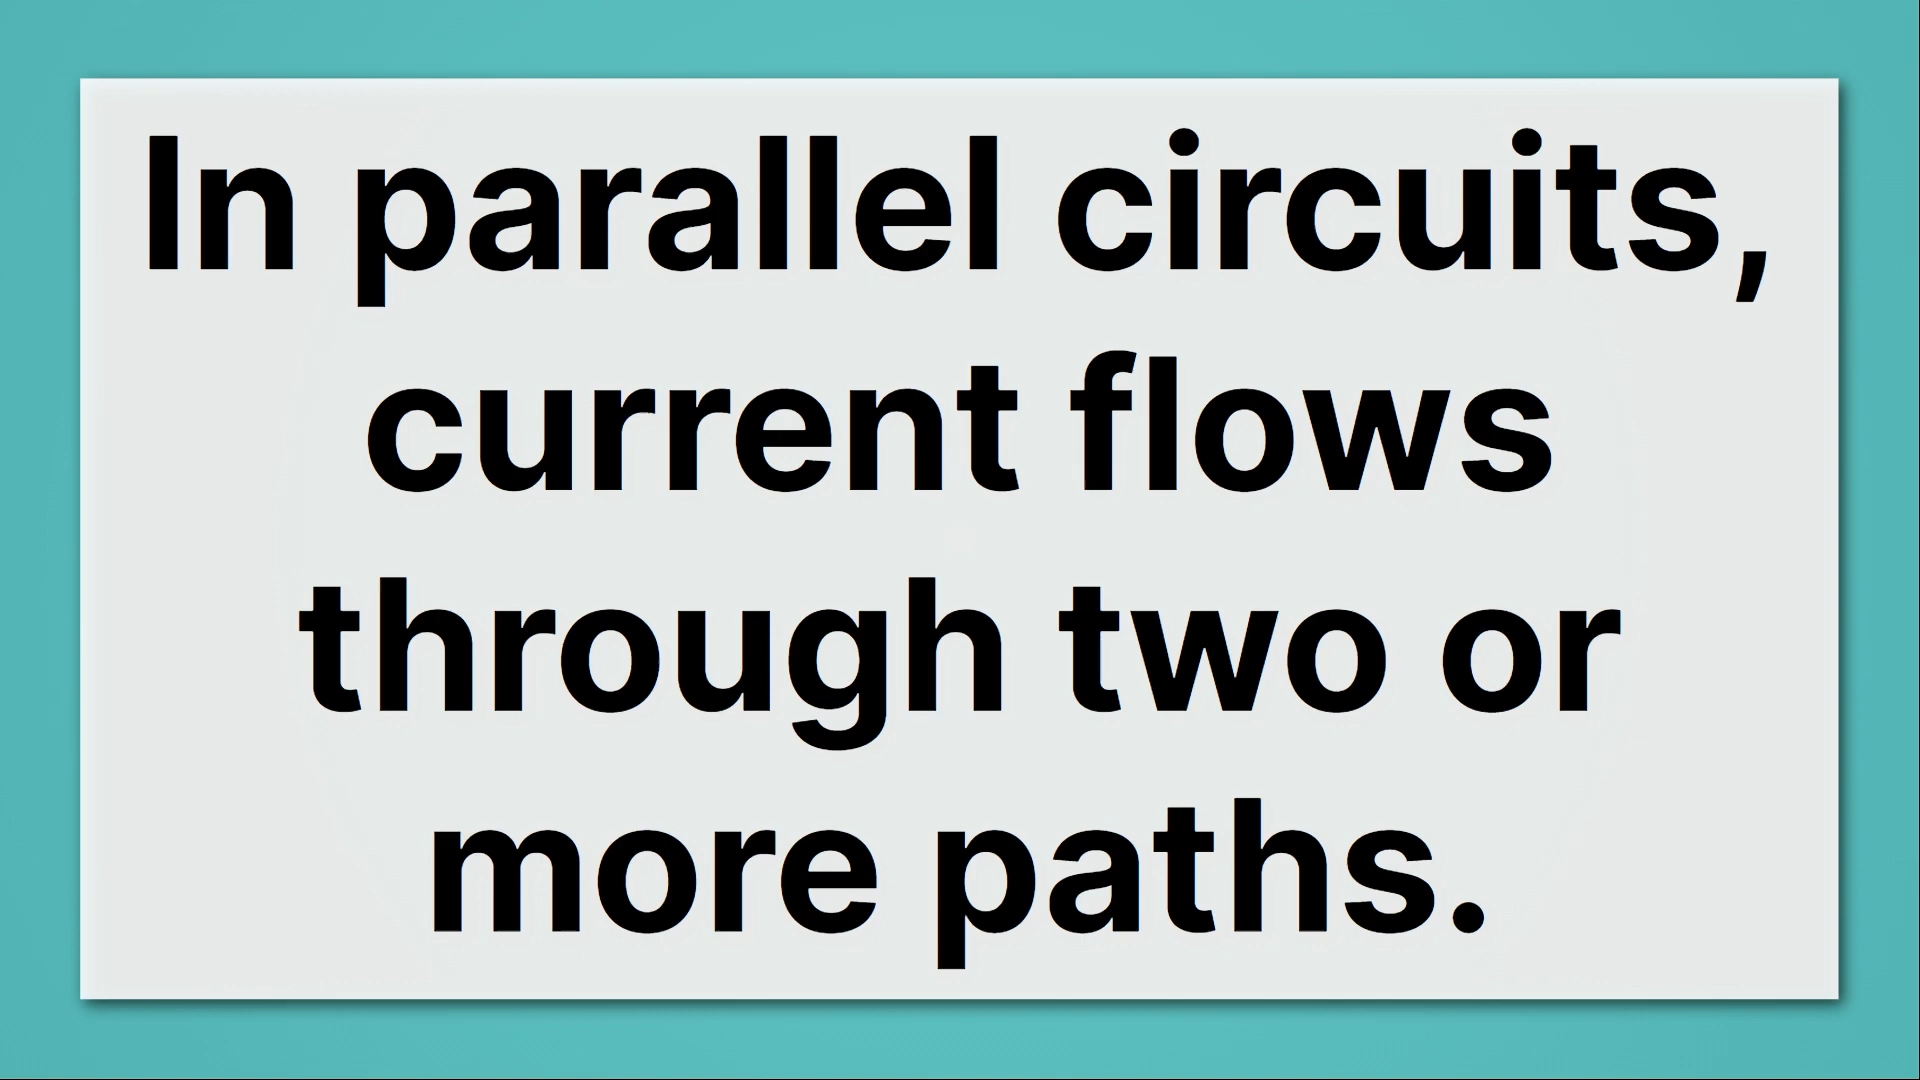 In parallel circuits,
current flows
through two or
more paths.